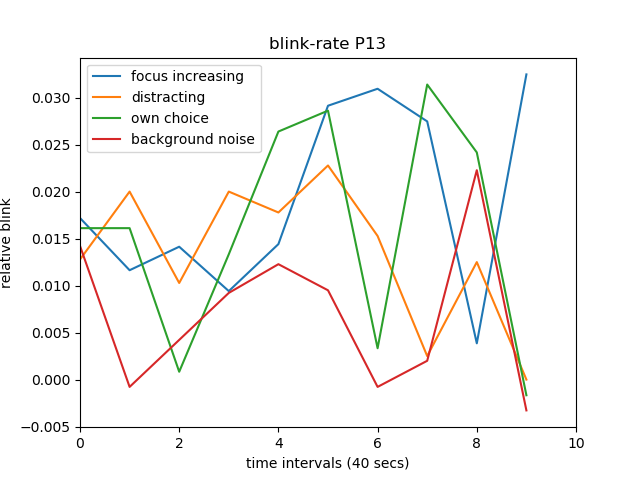 blink-rate P13
focus increasing
distracting
own choice
background noise
relative blink
0.030
0.025
0.020
0.015
0.010
0.005
0.000
−0.005
0 2 4 6 8 10
time intervals (40 secs)